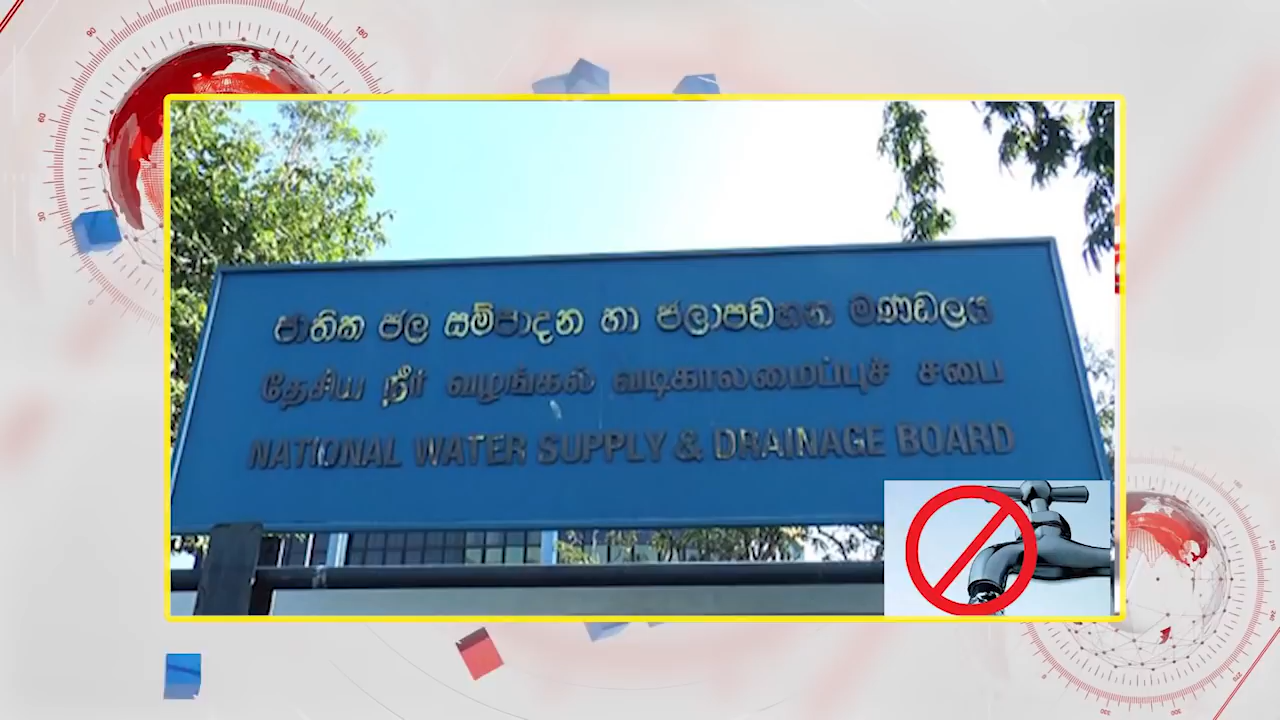 ජාතික ජල සම්පාදන හා ජලාපවහන මණ්ඩලය
தேசிய நீர் வழங்கல் வடிகாலமைப்புச் சபை
NATIONAL WATER SUPPLY & DRAINAGE BOARD